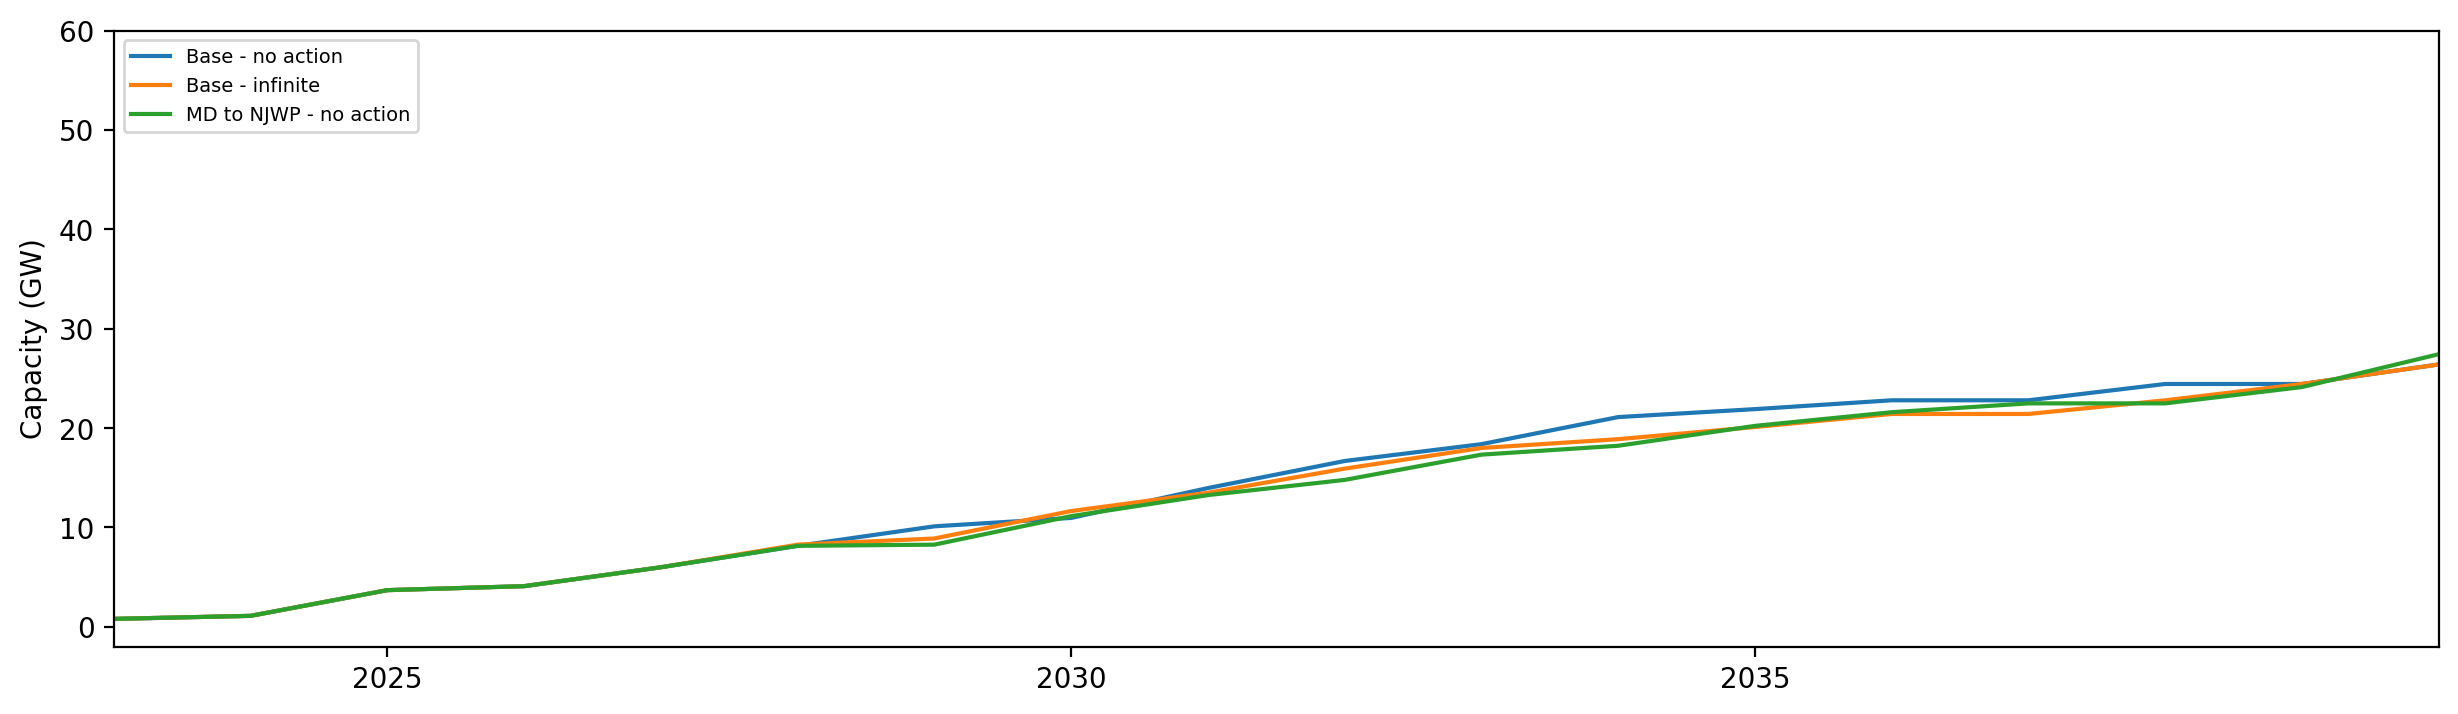 Capacity (GW)
60
50
40
30
20
10
0
Base - no action
Base - infinite
MD to NJWP - no action
2025 2030 2035